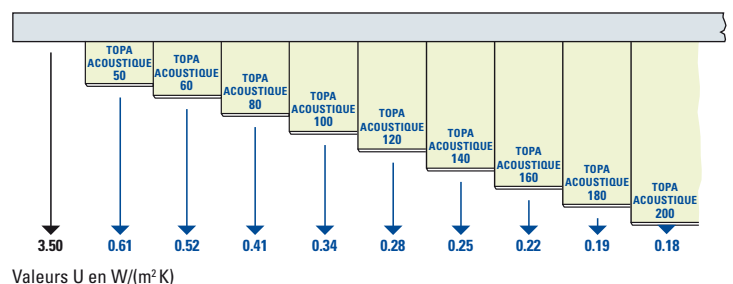 TOPA
ACOUSTIQUE
50
TOPA
ACOUSTIQUE
60
TOPA
ACOUSTIQUE
80
TOPA
ACOUSTIQUE
100
TOPA
ACOUSTIQUE
120
TOPA
ACOUSTIQUE
140
TOPA
ACOUSTIQUE
160
TOPA
ACOUSTIQUE
180
TOPA
ACOUSTIQUE
200
3.50 0.61 0.52 0.41 0.34 0.28 0.25 0.22 0.19 0.18
Valeurs U en W/(m² K)